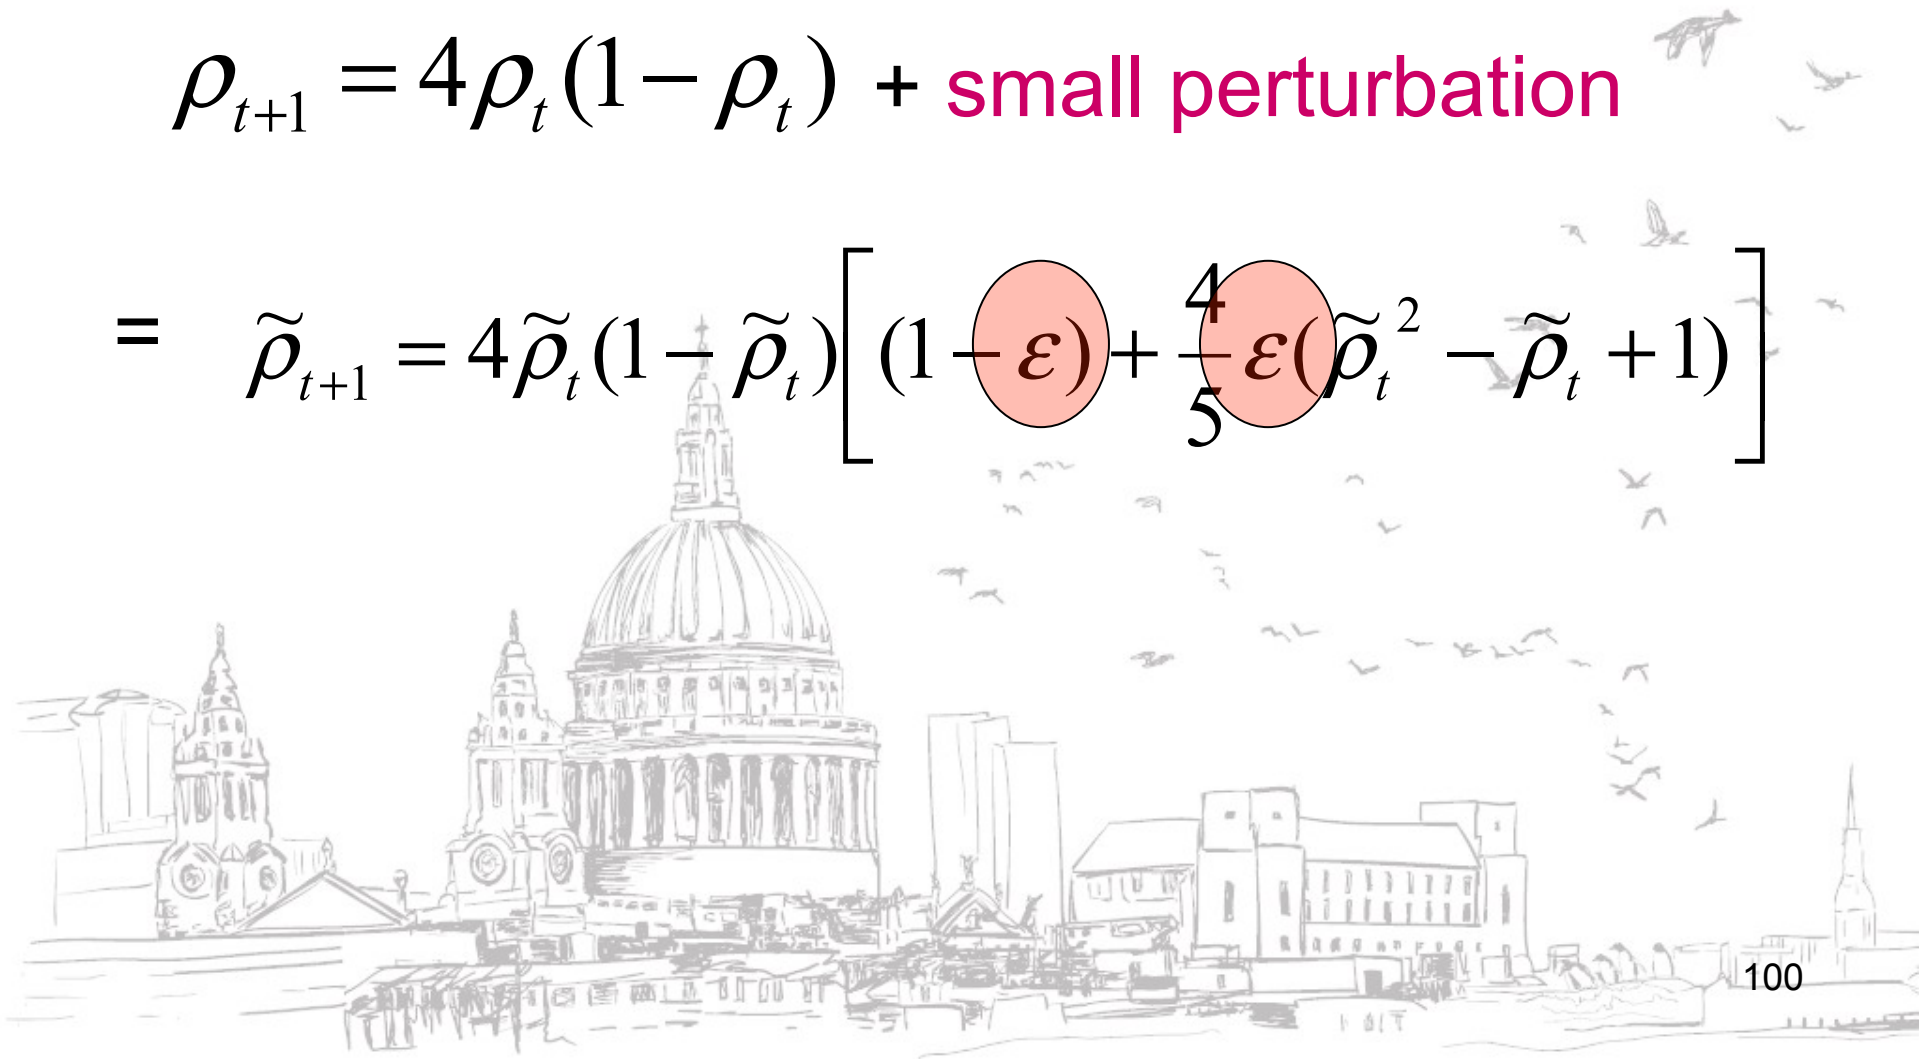 ρ_{t+1} = 4ρ_t(1 − ρ_t) + small perturbation
= ρ̃_{t+1} = 4ρ̃_t(1 − ρ̃_t)[(1 − ε) + \frac{4}{5} ε(ρ̃_t² − ρ̃_t + 1)]
100